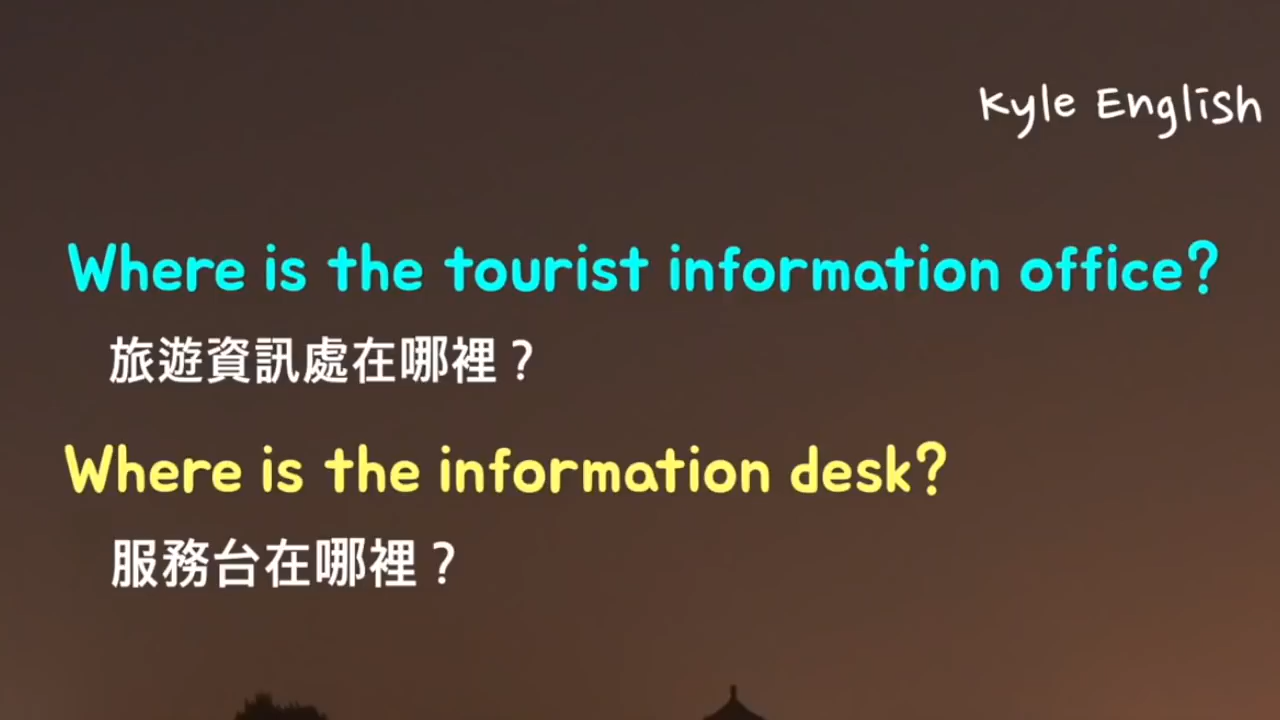 Kyle English
Where is the tourist information office?
旅遊資訊處在哪裡？
Where is the information desk?
服務台在哪裡？